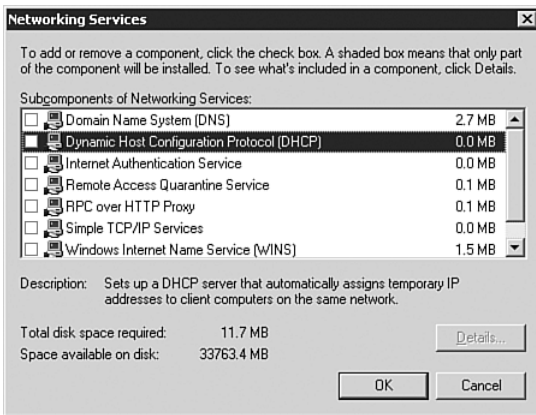 Networking Services
To add or remove a component, click the check box. A shaded box means that only part
of the component will be installed. To see what's included in a component, click Details.
Subcomponents of Networking Services:
Domain Name System (DNS) 2.7 MB
Dynamic Host Configuration Protocol (DHCP) 0.0 MB
Internet Authentication Service 0.0 MB
Remote Access Quarantine Service 0.1 MB
RPC over HTTP Proxy 0.1 MB
Simple TCP/IP Services 0.0 MB
Windows Internet Name Service (WINS) 1.5 MB
Description: Sets up a DHCP server that automatically assigns temporary IP
addresses to client computers on the same network.
Total disk space required: 11.7 MB
Space available on disk: 33763.4 MB
Details...
OK Cancel